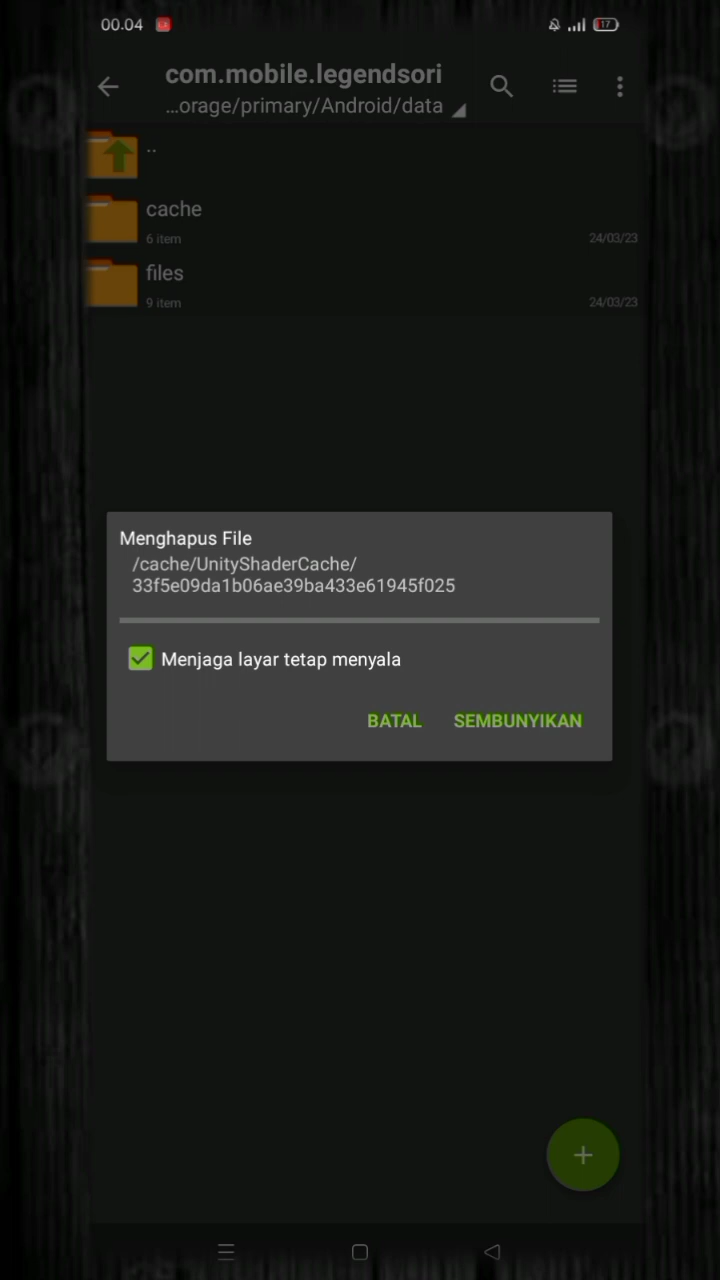 00.04
17
com.mobile.legendsori
...orage/primary/Android/data
..
cache
6 item
24/03/23
files
9 item
24/03/23
Menghapus File
/cache/UnityShaderCache/
33f5e09da1b06ae39ba433e61945f025
Menjaga layar tetap menyala
BATAL
SEMBUNYIKAN